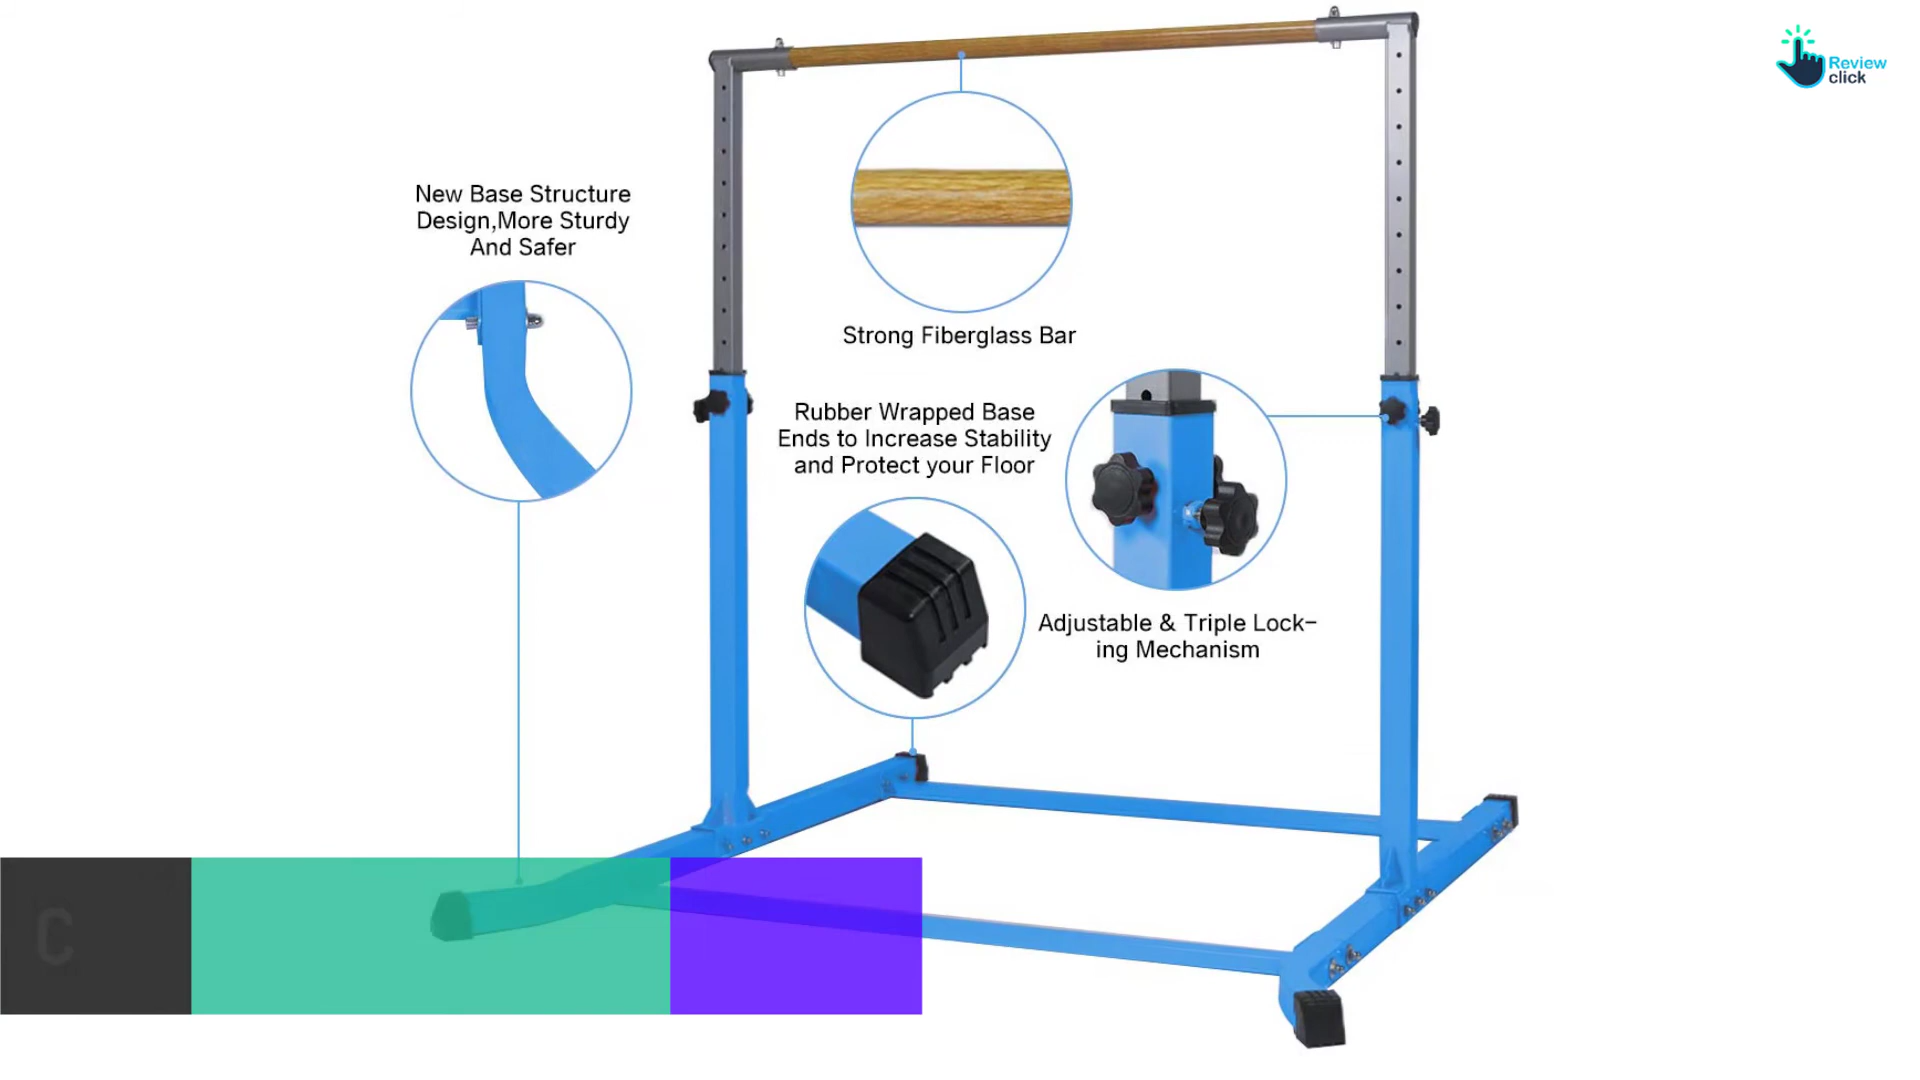 Review
click
New Base Structure
Design,More Sturdy
And Safer
Strong Fiberglass Bar
Rubber Wrapped Base
Ends to Increase Stability
and Protect your Floor
Adjustable & Triple Lock-
ing Mechanism
C